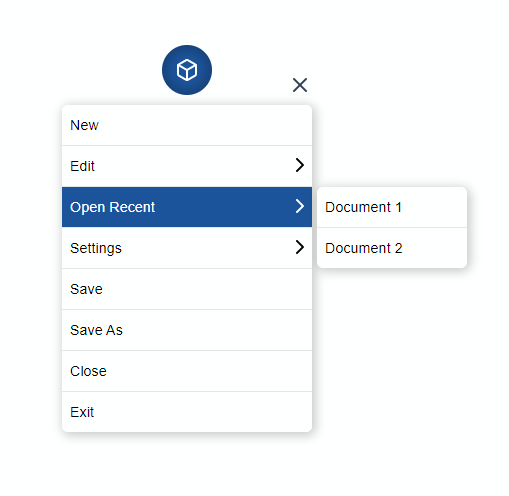 New
Edit
Open Recent
Settings
Save
Save As
Close
Exit
Document 1
Document 2